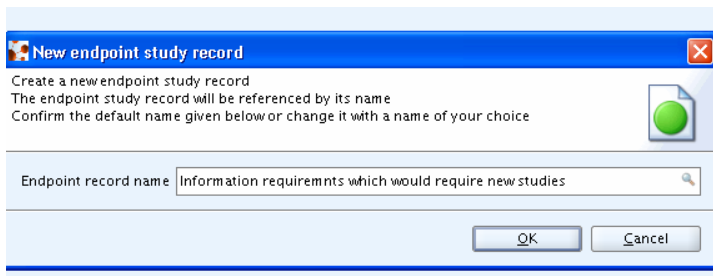 New endpoint study record
Create a new endpoint study record
The endpoint study record will be referenced by its name
Confirm the default name given below or change it with a name of your choice
Endpoint record name Information requiremnts which would require new studies
OK Cancel